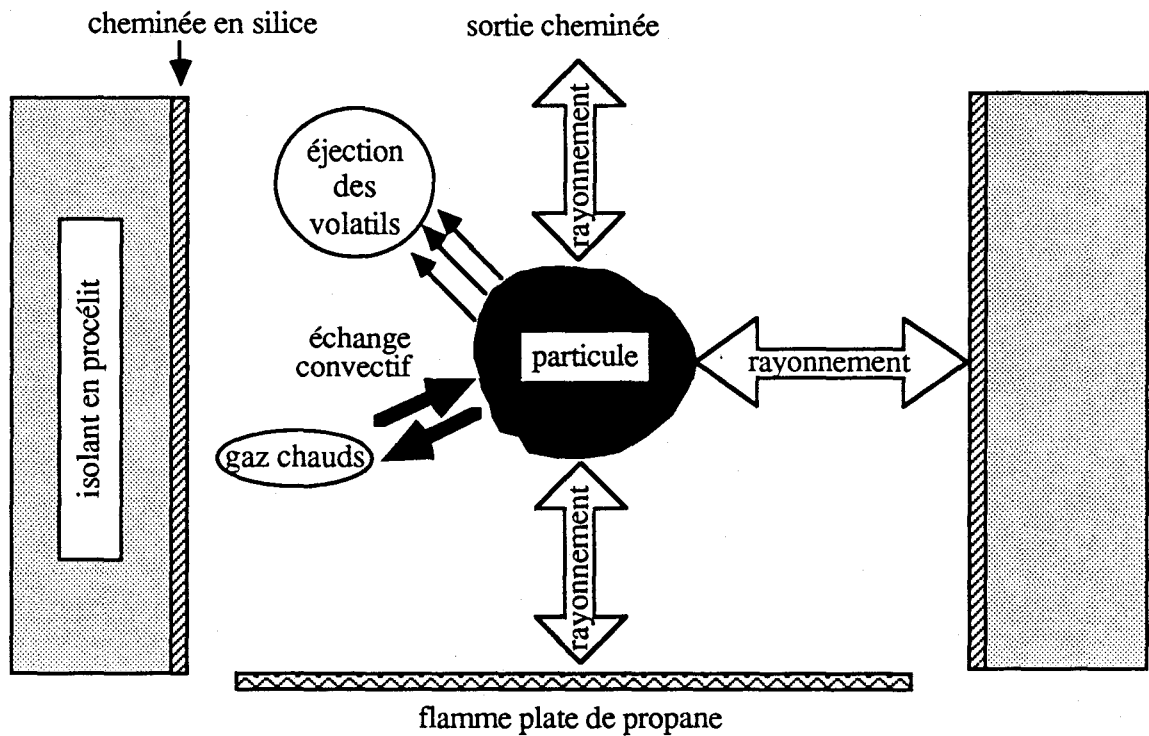 cheminée en silice
sortie cheminée
rayonnement
éjection
des
volatils
échange
convectif
particule
rayonnement
isolant en procélit
gaz chauds
rayonnement
flamme plate de propane